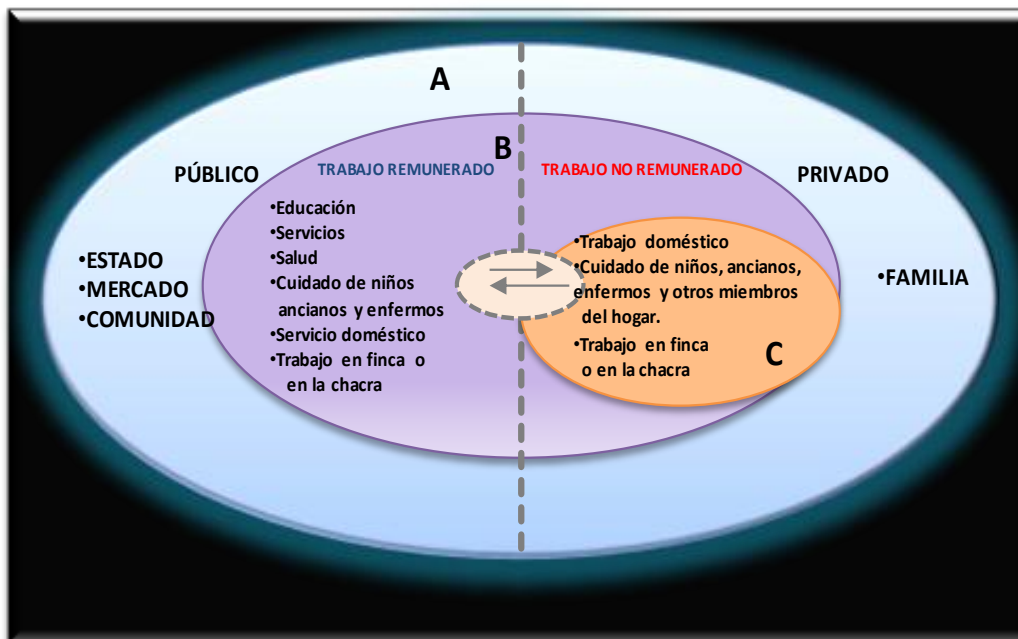 A
B
PÚBLICO
TRABAJO REMUNERADO
TRABAJO NO REMUNERADO
PRIVADO
•ESTADO
•MERCADO
•COMUNIDAD
•Educación
•Servicios
•Salud
•Cuidado de niños
ancianos y enfermos
•Servicio doméstico
•Trabajo en finca o
en la chacra
•Trabajo doméstico
•Cuidado de niños, ancianos,
enfermos y otros miembros
del hogar.
•Trabajo en finca
o en la chacra
C
•FAMILIA